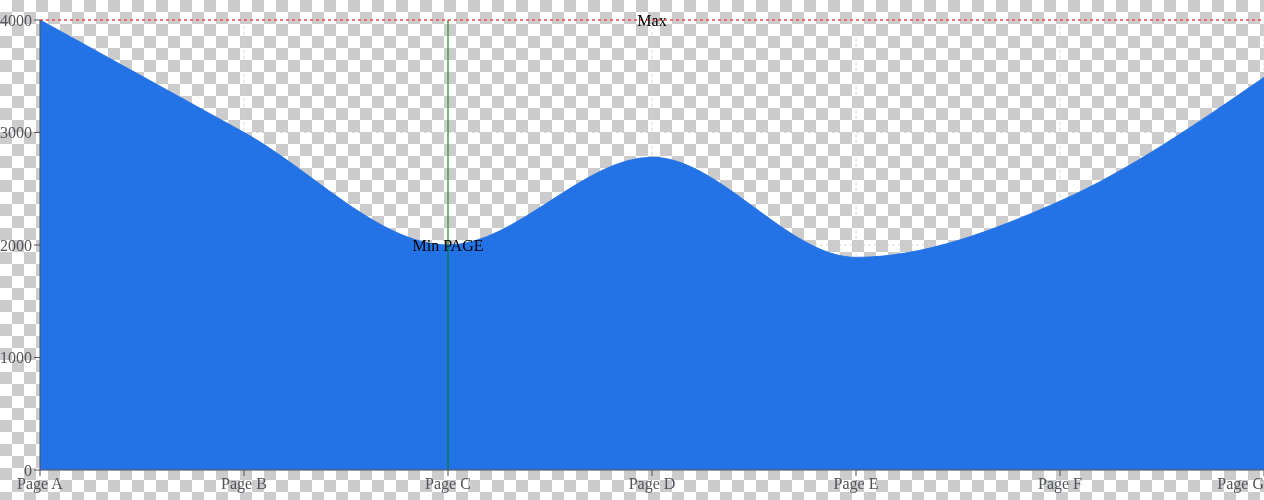 4000
Max
3000
2000
Min PAGE
1000
0
Page A
Page B
Page C
Page D
Page E
Page F
Page G